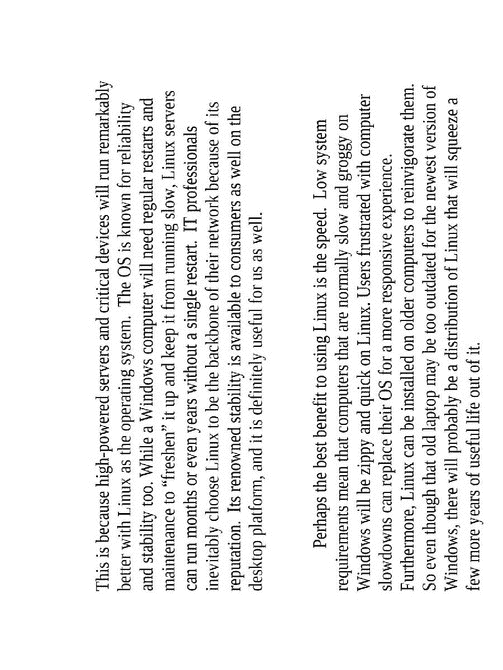 This is because high-powered servers and critical devices will run remarkably
better with Linux as the operating system.  The OS is known for reliability
and stability too. While a Windows computer will need regular restarts and
maintenance to “freshen” it up and keep it from running slow, Linux servers
can run months or even years without a single restart.  IT professionals
inevitably choose Linux to be the backbone of their network because of its
reputation.  Its renowned stability is available to consumers as well on the
desktop platform, and it is definitely useful for us as well.
Perhaps the best benefit to using Linux is the speed.  Low system
requirements mean that computers that are normally slow and groggy on
Windows will be zippy and quick on Linux. Users frustrated with computer
slowdowns can replace their OS for a more responsive experience.
Furthermore, Linux can be installed on older computers to reinvigorate them.
So even though that old laptop may be too outdated for the newest version of
Windows, there will probably be a distribution of Linux that will squeeze a
few more years of useful life out of it.